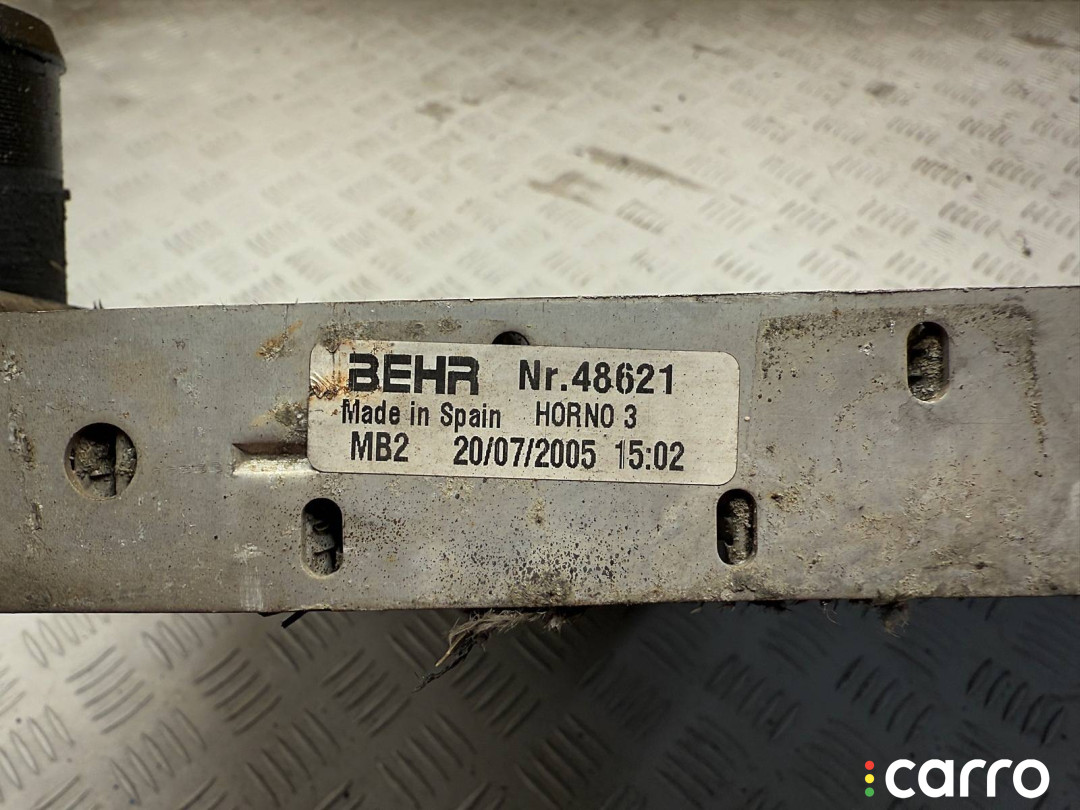 BEHR Nr.48621
Made in Spain HORNO 3
MB2 20/07/2005 15:02
carro